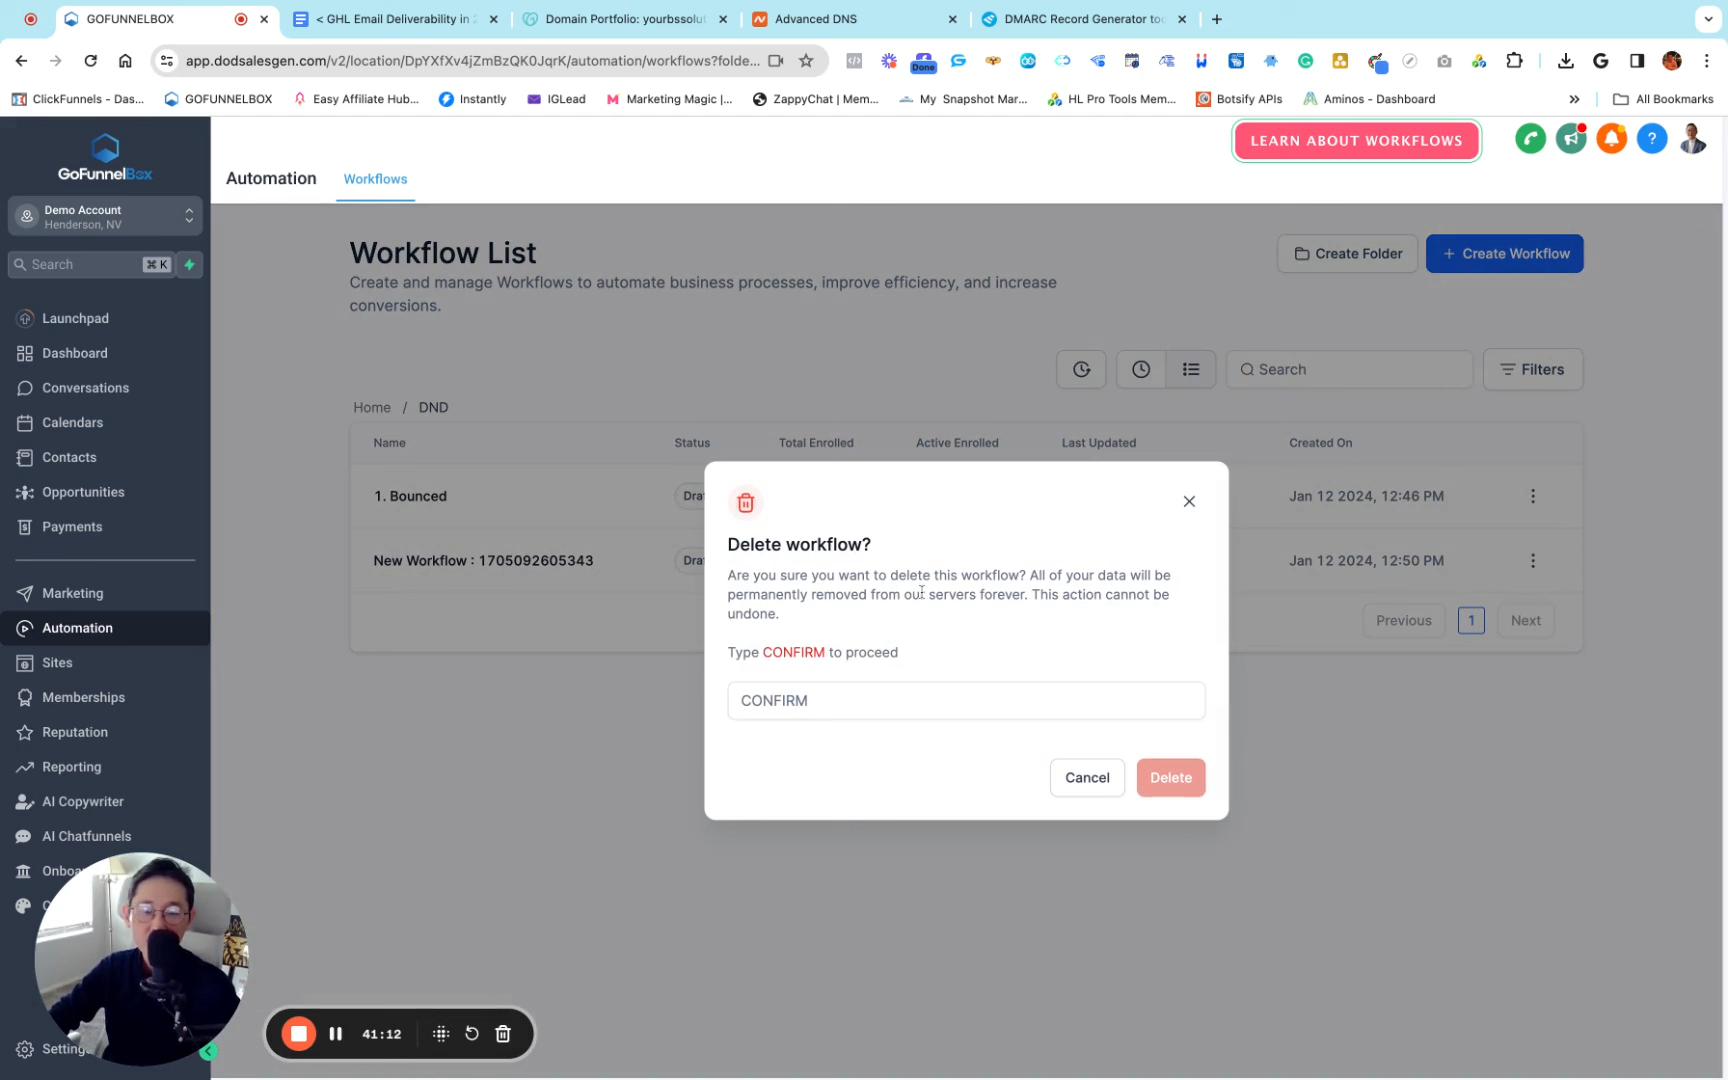 GOFUNNELBOX
< GHL Email Deliverability in 2
Domain Portfolio: yourbssolut
Advanced DNS
DMARC Record Generator too
app.dodsalesgen.com/v2/location/DpYXfXv4jZmBzQK0JqrK/automation/workflows?folde...
Done
ClickFunnels - Das...
GOFUNNELBOX
Easy Affiliate Hub...
Instantly
IGLead
Marketing Magic |...
ZappyChat | Mem...
My Snapshot Mar...
HL Pro Tools Mem...
Botsify APIs
Aminos - Dashboard
»
All Bookmarks
GoFunnelBox
LEARN ABOUT WORKFLOWS
Automation
Workflows
Demo Account
Henderson, NV
Search
⌘ K
Launchpad
Dashboard
Conversations
Calendars
Contacts
Opportunities
Payments
Marketing
Automation
Sites
Memberships
Reputation
Reporting
AI Copywriter
AI Chatfunnels
Onboa
C
Settings
Workflow List
Create and manage Workflows to automate business processes, improve efficiency, and increase
conversions.
Create Folder
+ Create Workflow
Search
Filters
Home / DND
Name
Status
Total Enrolled
Active Enrolled
Last Updated
Created On
1. Bounced
Draf
Jan 12 2024, 12:46 PM
New Workflow : 1705092605343
Draf
Jan 12 2024, 12:50 PM
Previous
1
Next
Delete workflow?
Are you sure you want to delete this workflow? All of your data will be
permanently removed from our servers forever. This action cannot be
undone.
Type CONFIRM to proceed
CONFIRM
Cancel
Delete
41:12